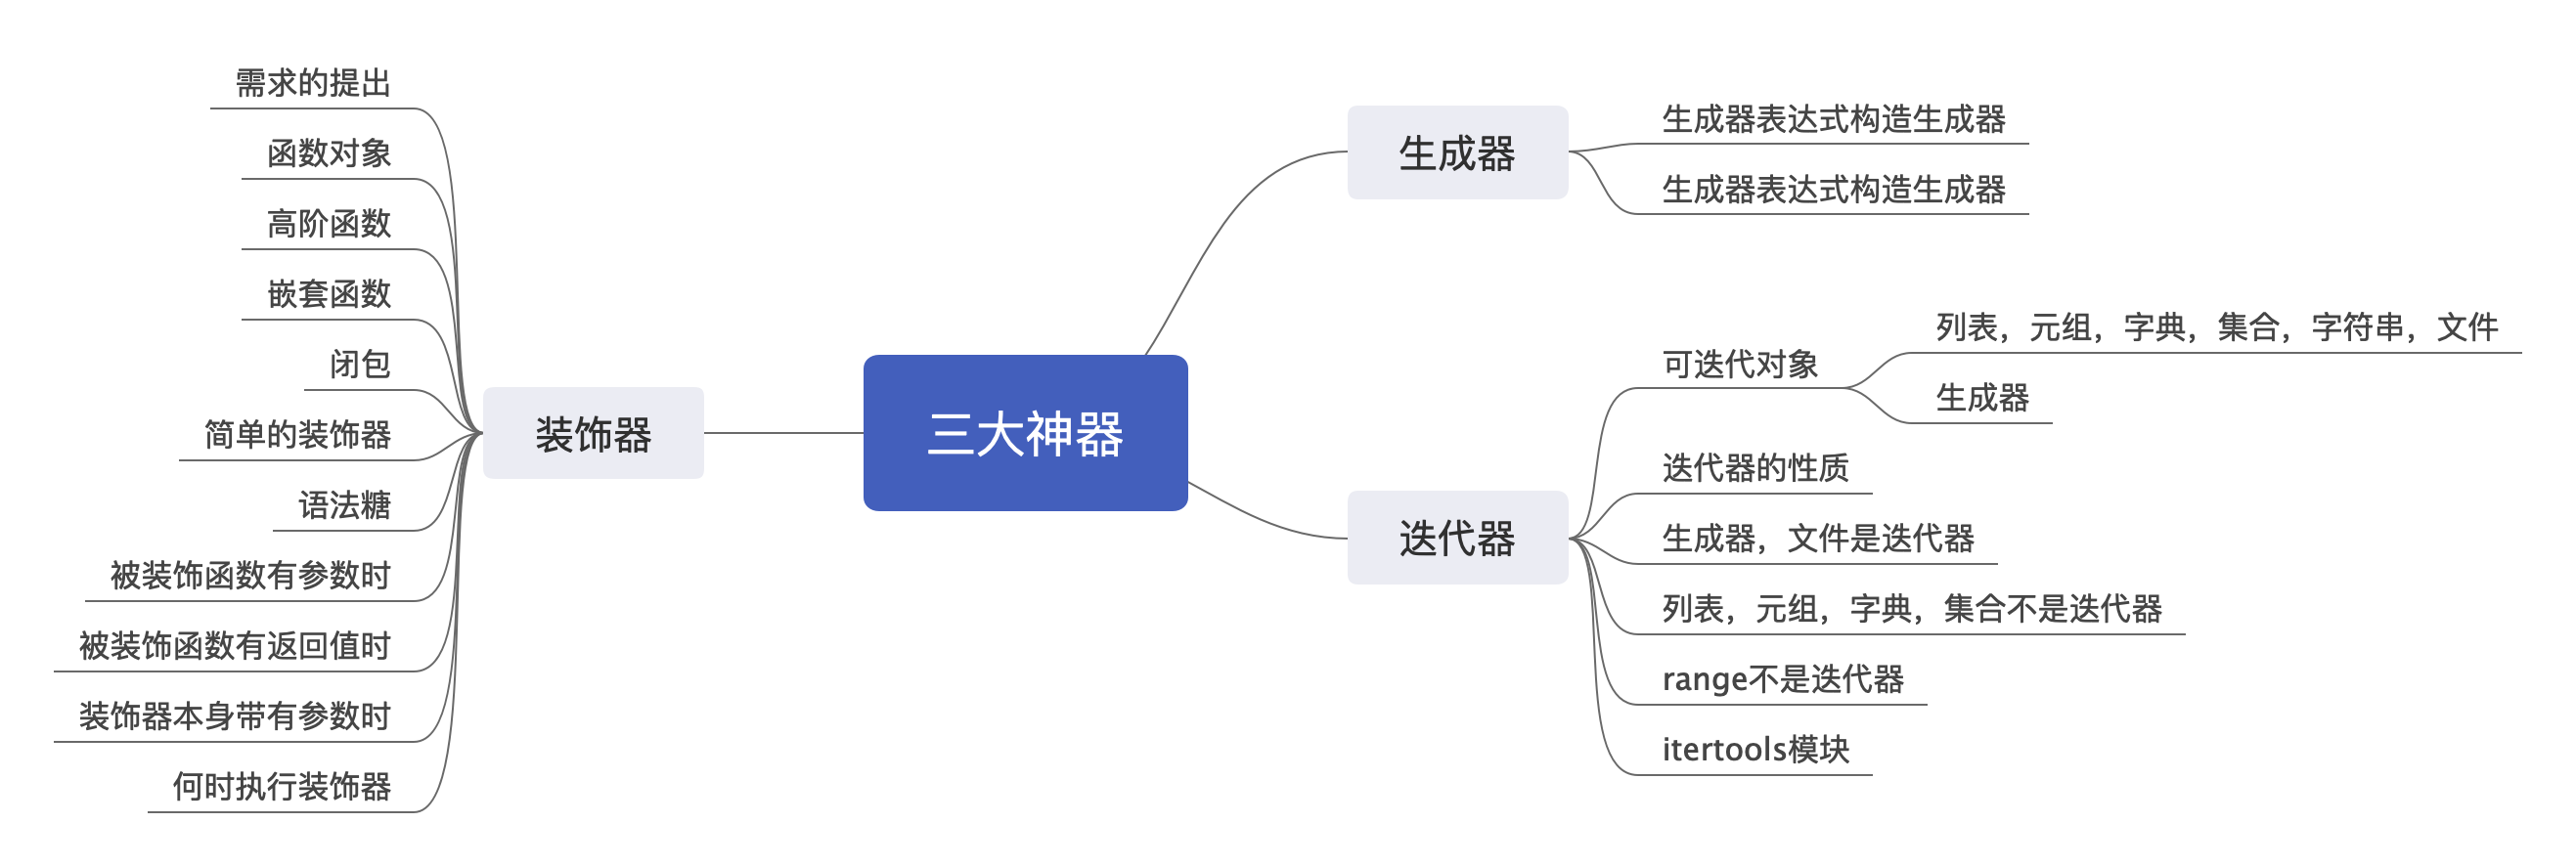 三大神器
生成器
生成器表达式构造生成器
生成器表达式构造生成器
迭代器
可迭代对象
列表，元组，字典，集合，字符串，文件
生成器
迭代器的性质
生成器，文件是迭代器
列表，元组，字典，集合不是迭代器
range不是迭代器
itertools模块
装饰器
需求的提出
函数对象
高阶函数
嵌套函数
闭包
简单的装饰器
语法糖
被装饰函数有参数时
被装饰函数有返回值时
装饰器本身带有参数时
何时执行装饰器